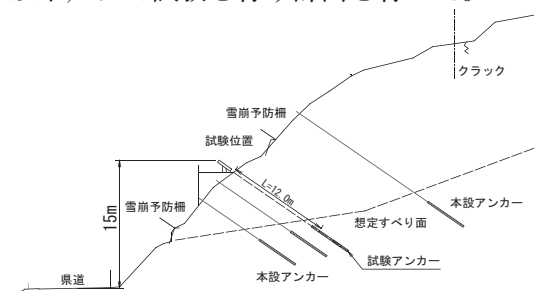 クラック
雪崩予防柵
試験位置
L=12.0m
15m
雪崩予防柵
想定すべり面
本設アンカー
県道
本設アンカー
試験アンカー